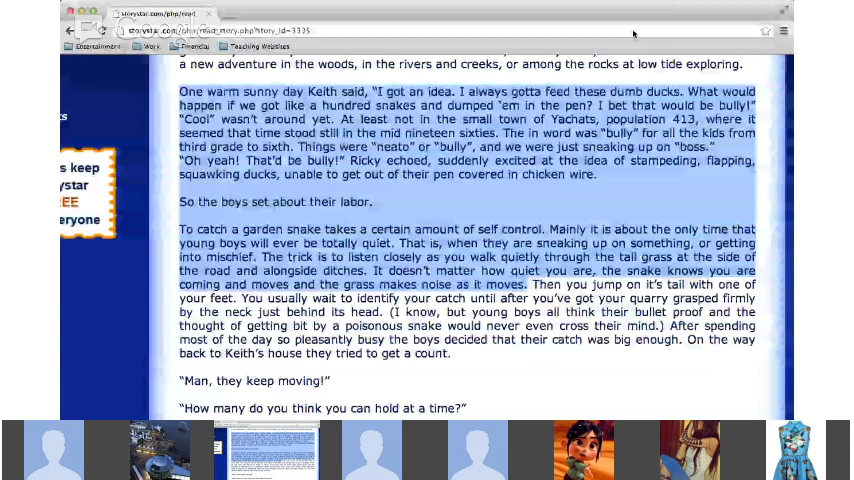 storystar.com/php/read_
Google
storystar.com/php/read_story.php?story_id=3335
Entertainment Work Financial Teaching Websites
a new adventure in the woods, in the rivers and creeks, or among the rocks at low tide exploring.
One warm sunny day Keith said, “I got an idea. I always gotta feed these dumb ducks. What would
happen if we got like a hundred snakes and dumped ‘em in the pen? I bet that would be bully!”
“Cool” wasn’t around yet. At least not in the small town of Yachats, population 413, where it
seemed that time stood still in the mid nineteen sixties. The in word was “bully” for all the kids from
third grade to sixth. Things were “neato” or “bully”, and we were just sneaking up on “boss.”
“Oh yeah! That’d be bully!” Ricky echoed, suddenly excited at the idea of stampeding, flapping,
squawking ducks, unable to get out of their pen covered in chicken wire.
So the boys set about their labor.
To catch a garden snake takes a certain amount of self control. Mainly it is about the only time that
young boys will ever be totally quiet. That is, when they are sneaking up on something, or getting
into mischief. The trick is to listen closely as you walk quietly through the tall grass at the side of
the road and alongside ditches. It doesn’t matter how quiet you are, the snake knows you are
coming and moves and the grass makes noise as it moves. Then you jump on it’s tail with one of
your feet. You usually wait to identify your catch until after you’ve got your quarry grasped firmly
by the neck just behind its head. (I know, but young boys all think their bullet proof and the
thought of getting bit by a poisonous snake would never even cross their mind.) After spending
most of the day so pleasantly busy the boys decided that their catch was big enough. On the way
back to Keith’s house they tried to get a count.
“Man, they keep moving!”
“How many do you think you can hold at a time?”
ts
s keep
rystar
REE
eryone